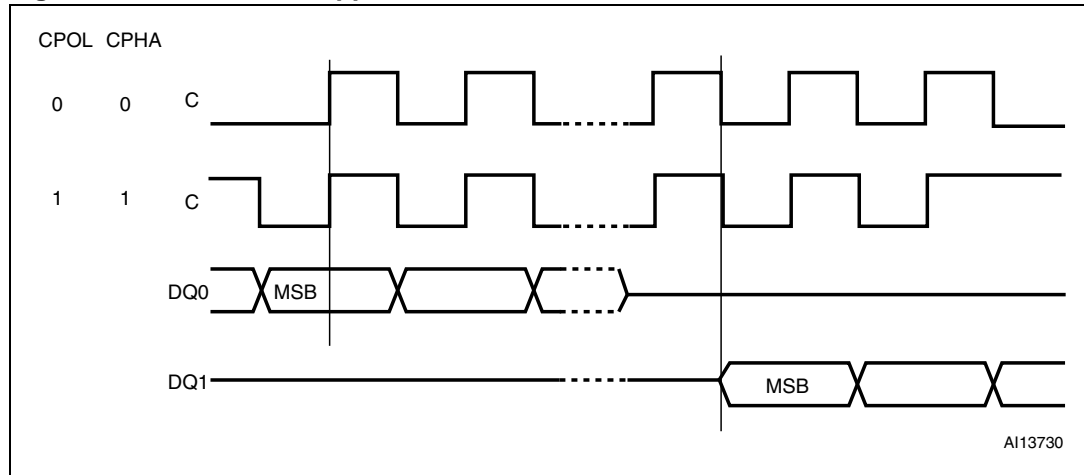 CPOL CPHA
0 0 C
1 1 C
DQ0 MSB
DQ1 MSB
AI13730